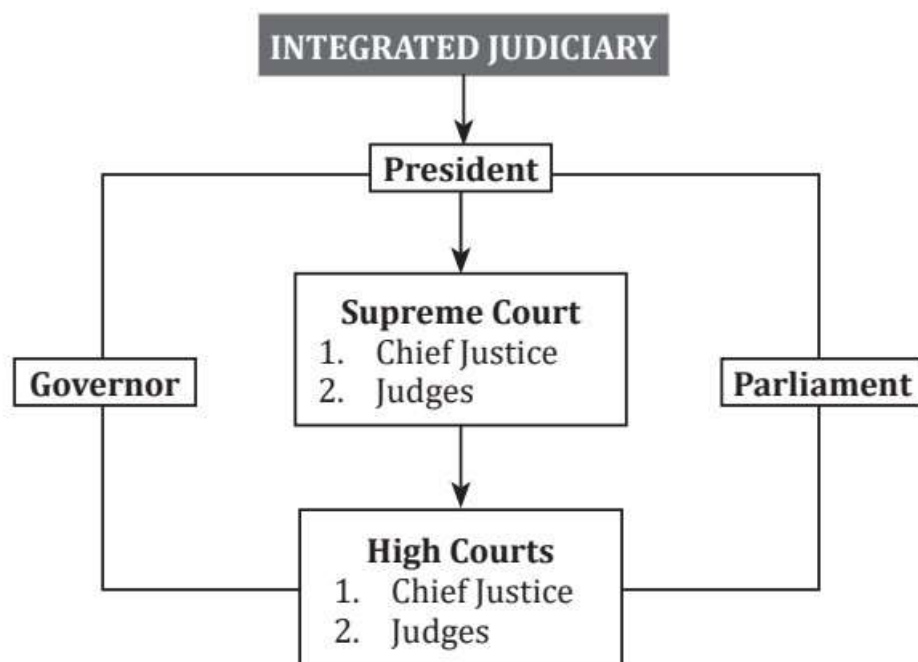 INTEGRATED JUDICIARY
President
Supreme Court
1. Chief Justice
2. Judges
Governor
Parliament
High Courts
1. Chief Justice
2. Judges